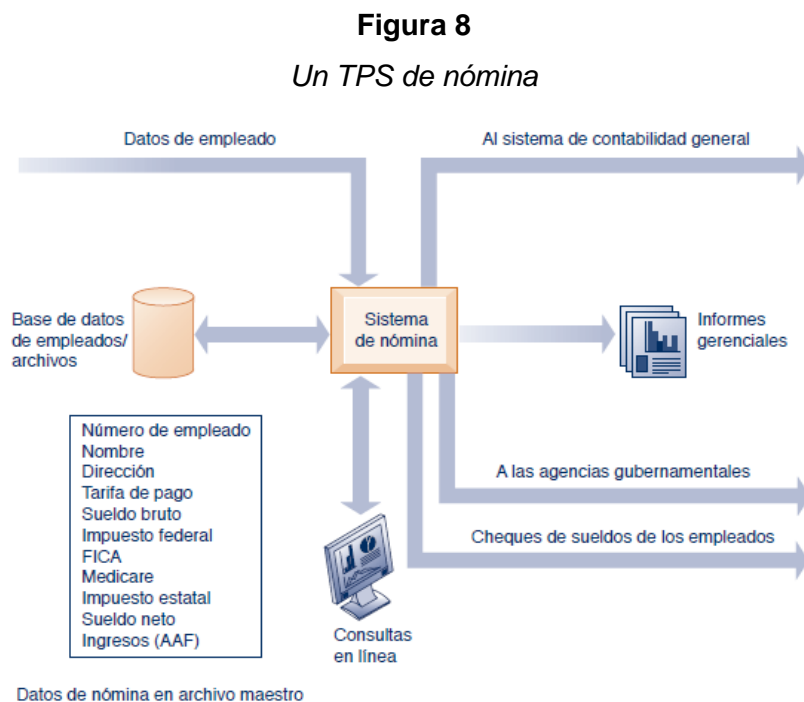 Figura 8
Un TPS de nómina
Datos de empleado
Al sistema de contabilidad general
Base de datos
de empleados/
archivos
Sistema
de nómina
Informes
gerenciales
Número de empleado
Nombre
Dirección
Tarifa de pago
Sueldo bruto
Impuesto federal
FICA
Medicare
Impuesto estatal
Sueldo neto
Ingresos (AAF)
A las agencias gubernamentales
Cheques de sueldos de los empleados
Consultas
en línea
Datos de nómina en archivo maestro